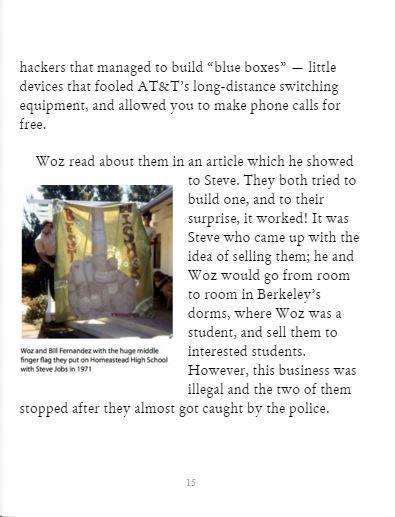 hackers that managed to build “blue boxes” — little
devices that fooled AT&T’s long-distance switching
equipment, and allowed you to make phone calls for
free.
Woz read about them in an article which he showed
to Steve. They both tried to
build one, and to their
surprise, it worked! It was
Steve who came up with the
idea of selling them; he and
Woz would go from room
to room in Berkeley’s
dorms, where Woz was a
student, and sell them to
interested students.
However, this business was
illegal and the two of them
stopped after they almost got caught by the police.
Woz and Bill Fernandez with the huge middle
finger flag they put on Homeastead High School
with Steve Jobs in 1971
15